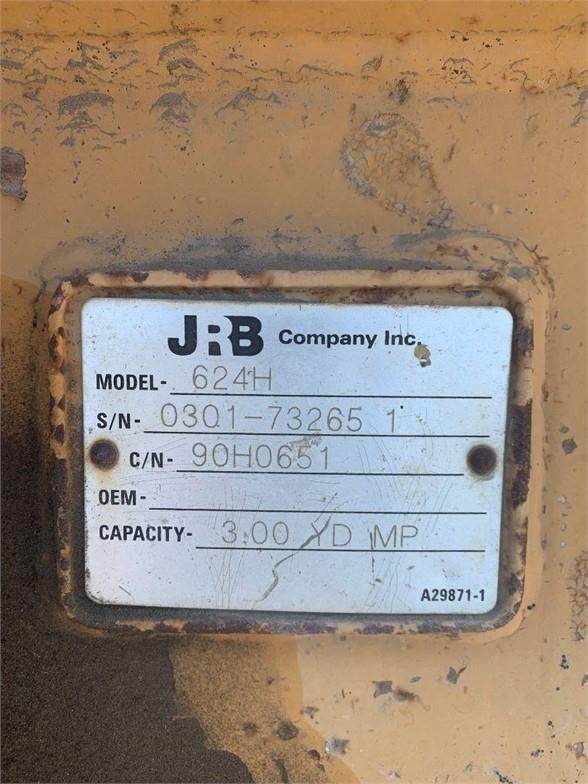 JRB Company Inc.
MODEL- 624H
S/N- 0301-73265 1
C/N- 90H0651
OEM-
CAPACITY- 3.00 YD MP
A29871-1